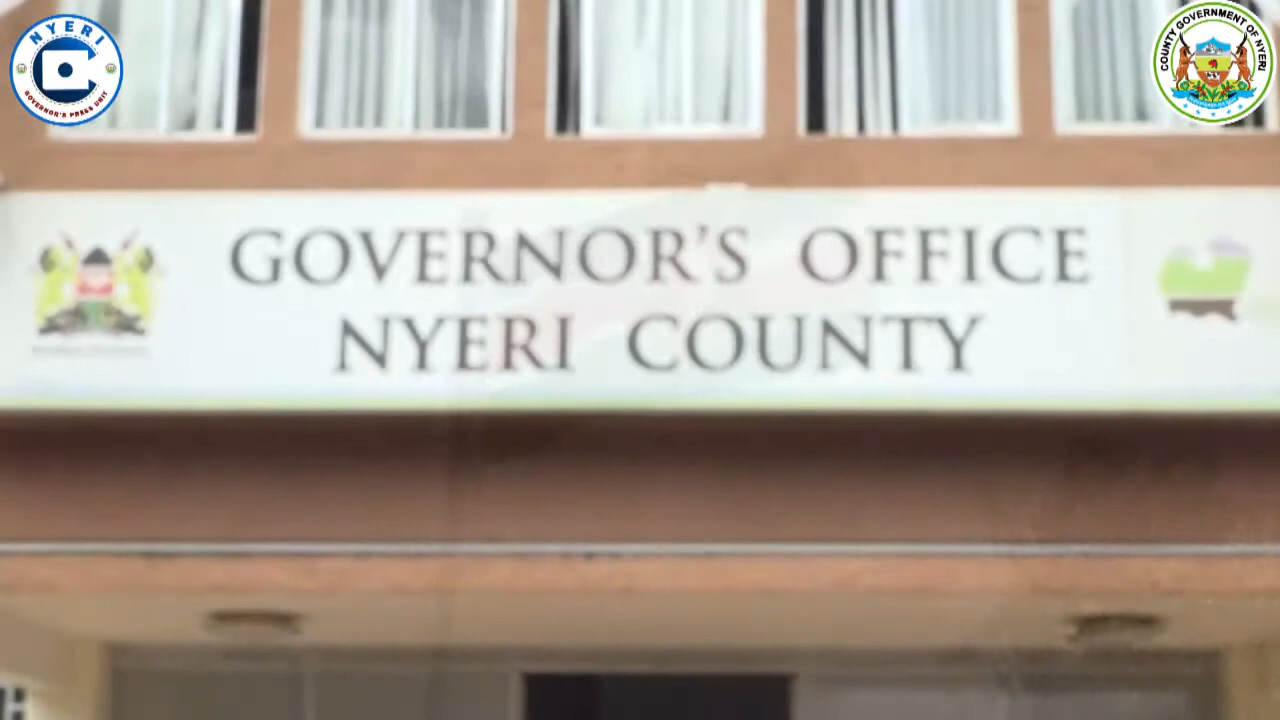 NYERI
GOVERNOR'S PRESS UNIT
COUNTY GOVERNMENT OF NYERI
GOVERNOR'S OFFICE
NYERI COUNTY